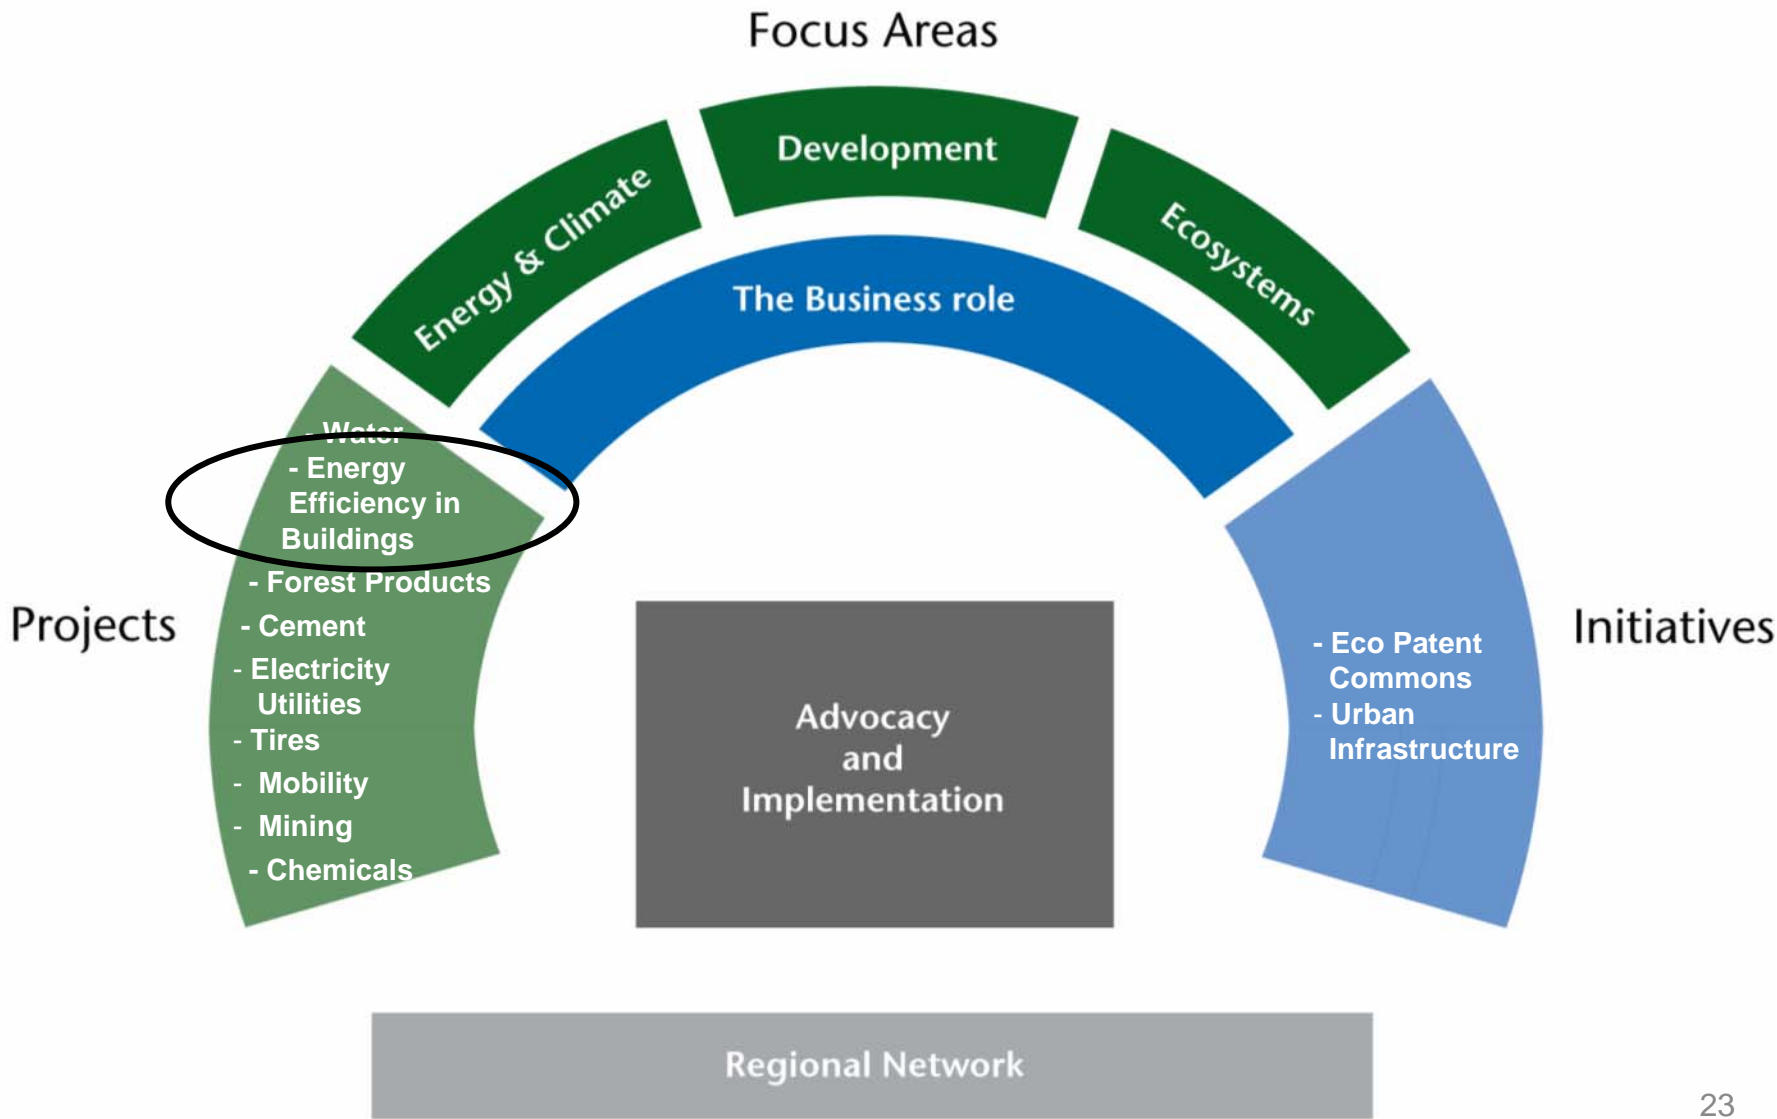 Focus Areas
Development
Energy & Climate
Ecosystems
The Business role
Projects
- Water
- Energy
Efficiency in
Buildings
- Forest Products
- Cement
- Electricity
Utilities
- Tires
- Mobility
- Mining
- Chemicals
Advocacy
and
Implementation
Initiatives
- Eco Patent
Commons
- Urban
Infrastructure
Regional Network
23